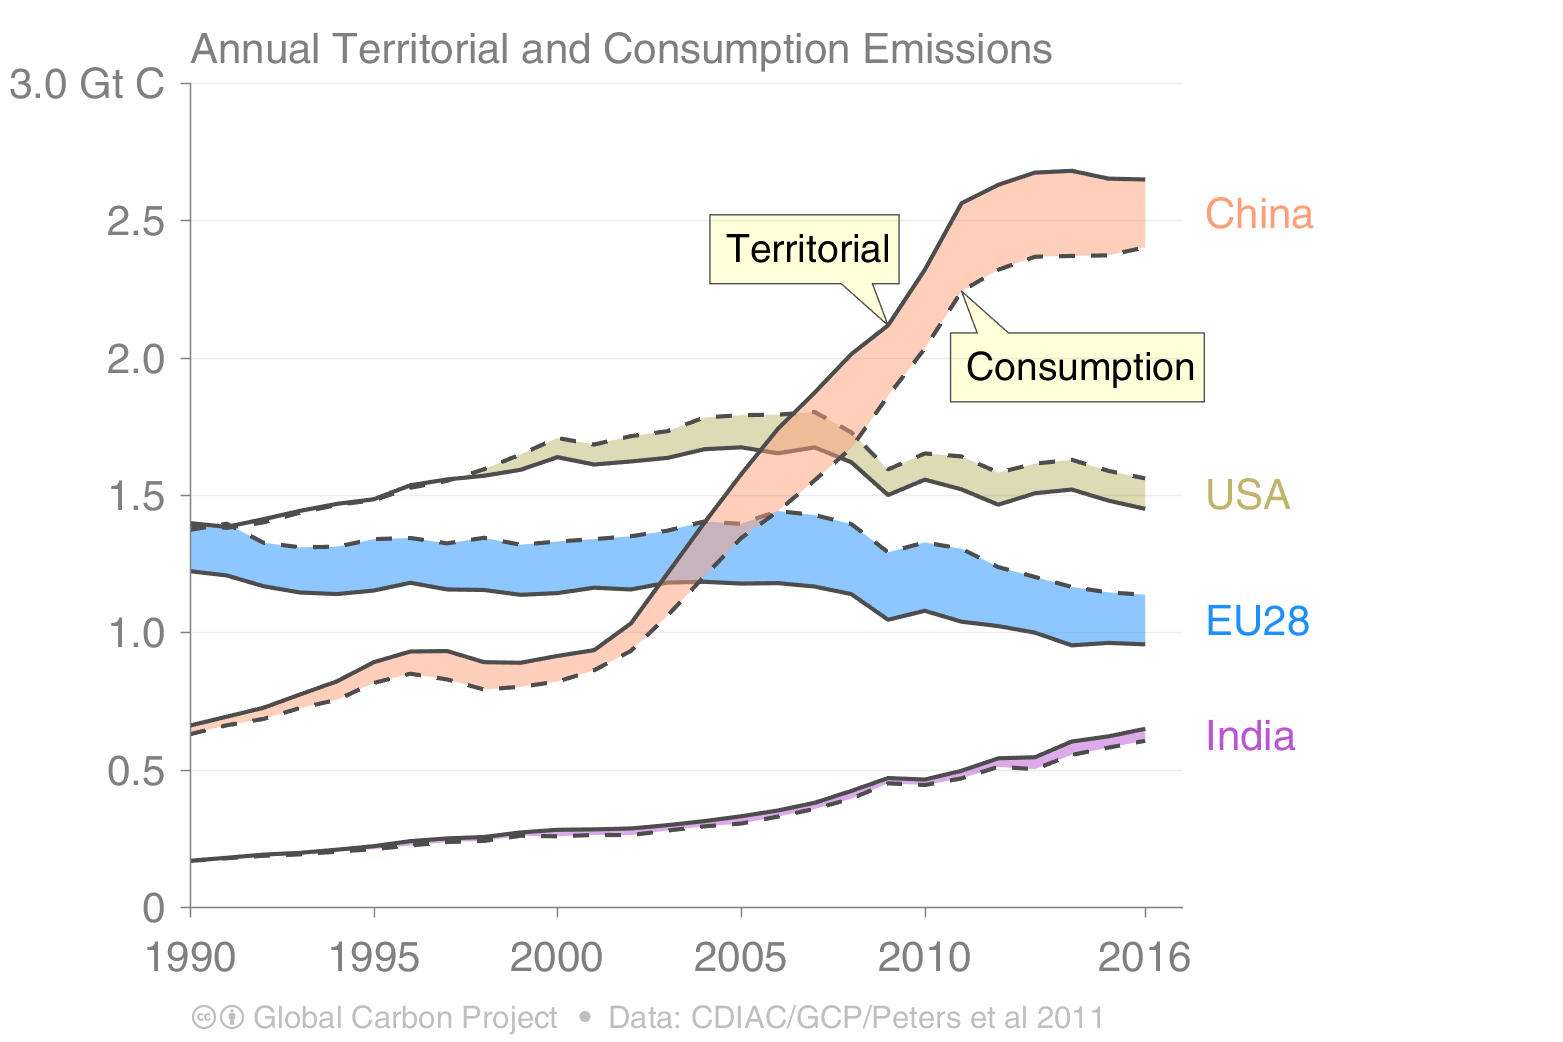 Annual Territorial and Consumption Emissions
3.0 Gt C
2.5
2.0
1.5
1.0
0.5
0
Territorial
Consumption
China
USA
EU28
India
1990 1995 2000 2005 2010 2016
cc Global Carbon Project • Data: CDIAC/GCP/Peters et al 2011